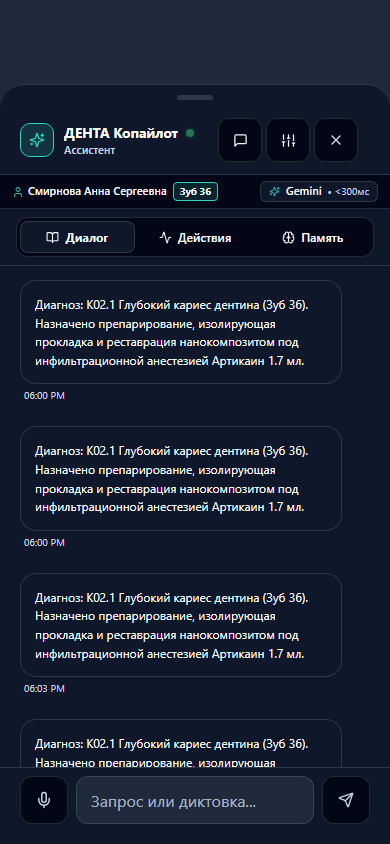 ДЕНТА Копайлот
Ассистент
Смирнова Анна Сергеевна Зуб 36 Gemini • <300мс
Диалог Действия Память
Диагноз: K02.1 Глубокий кариес дентина (Зуб 36).
Назначено препарирование, изолирующая
прокладка и реставрация нанокомпозитом под
инфильтрационной анестезией Артикаин 1.7 мл.
06:00 PM
Диагноз: K02.1 Глубокий кариес дентина (Зуб 36).
Назначено препарирование, изолирующая
прокладка и реставрация нанокомпозитом под
инфильтрационной анестезией Артикаин 1.7 мл.
06:00 PM
Диагноз: K02.1 Глубокий кариес дентина (Зуб 36).
Назначено препарирование, изолирующая
прокладка и реставрация нанокомпозитом под
инфильтрационной анестезией Артикаин 1.7 мл.
06:03 PM
Диагноз: K02.1 Глубокий кариес дентина (Зуб 36).
Назначено препарирование, изолирующая
Запрос или диктовка...